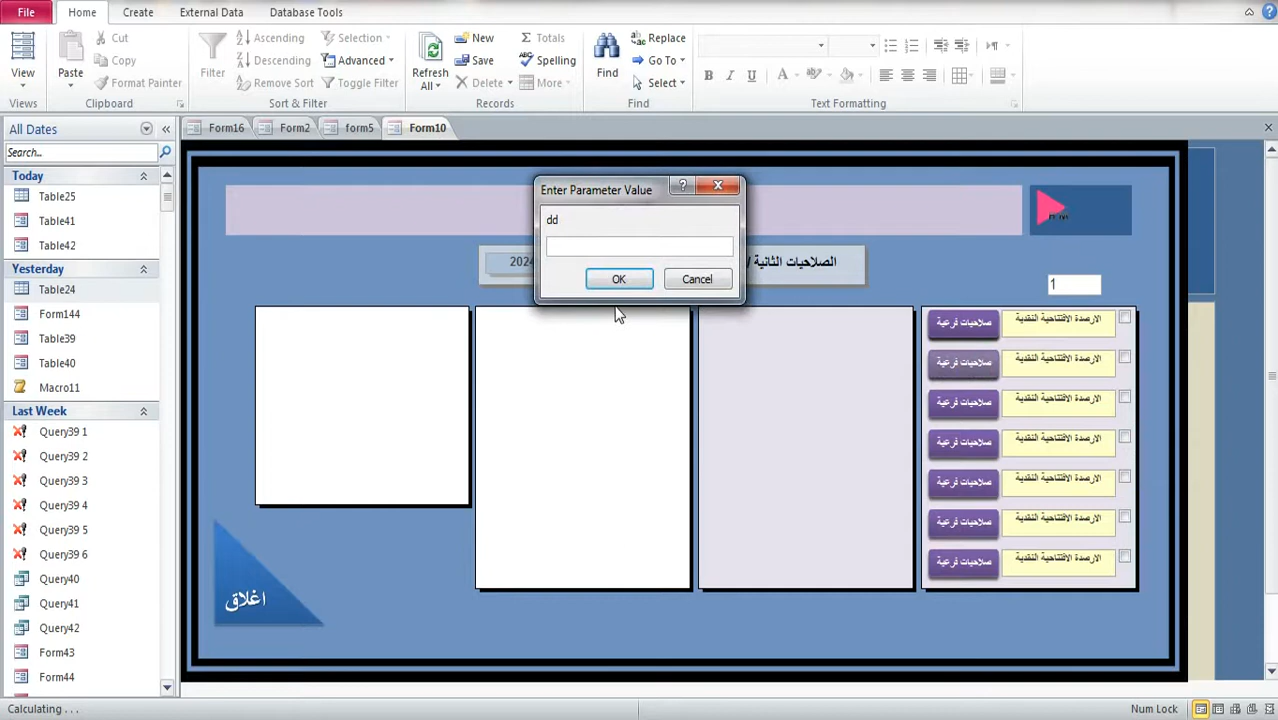 File Home Create External Data Database Tools
View
Views
Paste
Cut
Copy
Format Painter
Clipboard
Filter
Ascending
Descending
Remove Sort
Selection
Advanced
Toggle Filter
Sort & Filter
Refresh
All
New
Save
Delete
Totals
Spelling
More
Records
Find
Replace
Go To
Select
Find
B I U A
Text Formatting
All Dates
Search...
Form16 Form2 form5 Form10
Today
Table25
Table41
Table42
Yesterday
Table24
Form144
Table39
Table40
Macro11
Last Week
Query39 1
Query39 2
Query39 3
Query39 4
Query39 5
Query39 6
Query40
Query41
Query42
Form43
Form44
Enter Parameter Value
dd
OK Cancel
الصلاحيات الثانية /
2024
1
الارصدة الافتتاحية النقدية
صلاحيات فرعية
الارصدة الافتتاحية النقدية
صلاحيات فرعية
الارصدة الافتتاحية النقدية
صلاحيات فرعية
الارصدة الافتتاحية النقدية
صلاحيات فرعية
الارصدة الافتتاحية النقدية
صلاحيات فرعية
الارصدة الافتتاحية النقدية
صلاحيات فرعية
الارصدة الافتتاحية النقدية
صلاحيات فرعية
اغلاق
Calculating . . .
Num Lock